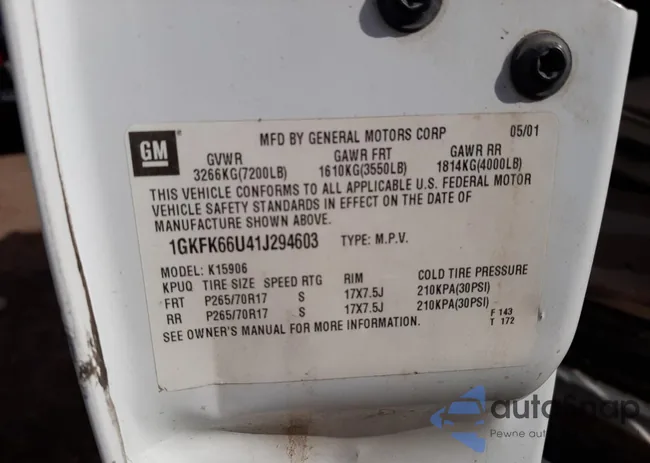 GM
MFD BY GENERAL MOTORS CORP 05/01
GVWR GAWR FRT GAWR RR
3266KG(7200LB) 1610KG(3550LB) 1814KG(4000LB)
THIS VEHICLE CONFORMS TO ALL APPLICABLE U.S. FEDERAL MOTOR
VEHICLE SAFETY STANDARDS IN EFFECT ON THE DATE OF
MANUFACTURE SHOWN ABOVE.
1GKFK66U41J294603 TYPE: M.P.V.
MODEL: K15906
KPUQ TIRE SIZE SPEED RTG RIM COLD TIRE PRESSURE
FRT P265/70R17 S 17X7.5J 210KPA(30PSI)
RR P265/70R17 S 17X7.5J 210KPA(30PSI)
SEE OWNER'S MANUAL FOR MORE INFORMATION.
F 143
T 172
autoSnap
Pewne aut